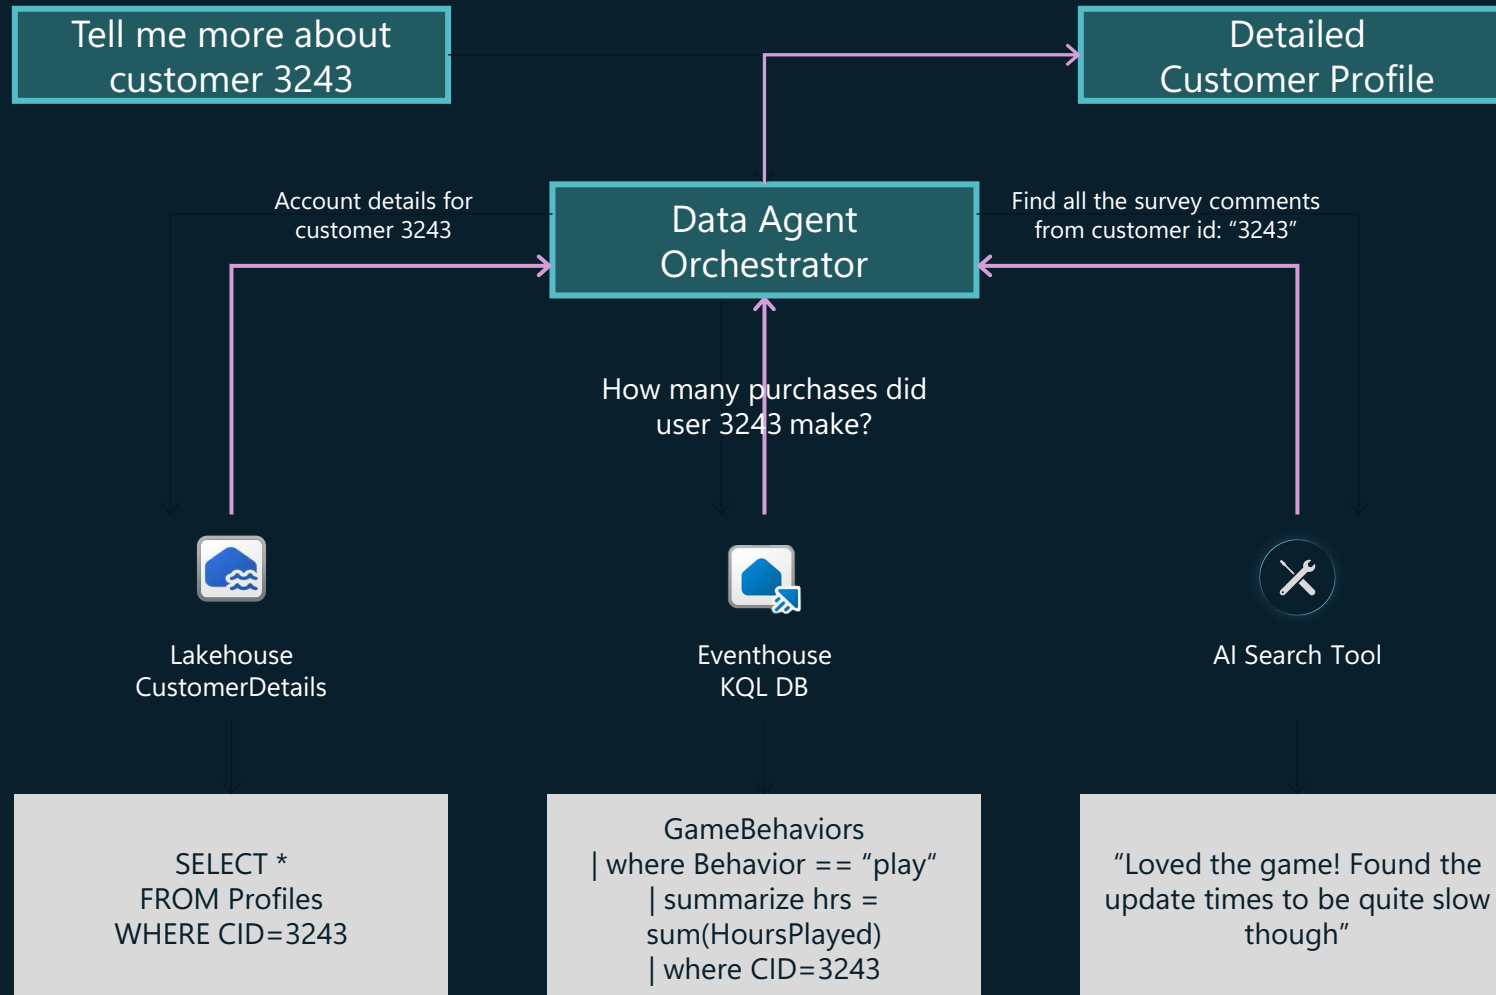 Tell me more about
customer 3243
Detailed
Customer Profile
Account details for
customer 3243
Data Agent
Orchestrator
Find all the survey comments
from customer id: “3243”
How many purchases did
user 3243 make?
Lakehouse
CustomerDetails
Eventhouse
KQL DB
AI Search Tool
SELECT *
FROM Profiles
WHERE CID=3243
GameBehaviors
| where Behavior == “play“
| summarize hrs =
sum(HoursPlayed)
| where CID=3243
“Loved the game! Found the
update times to be quite slow
though”